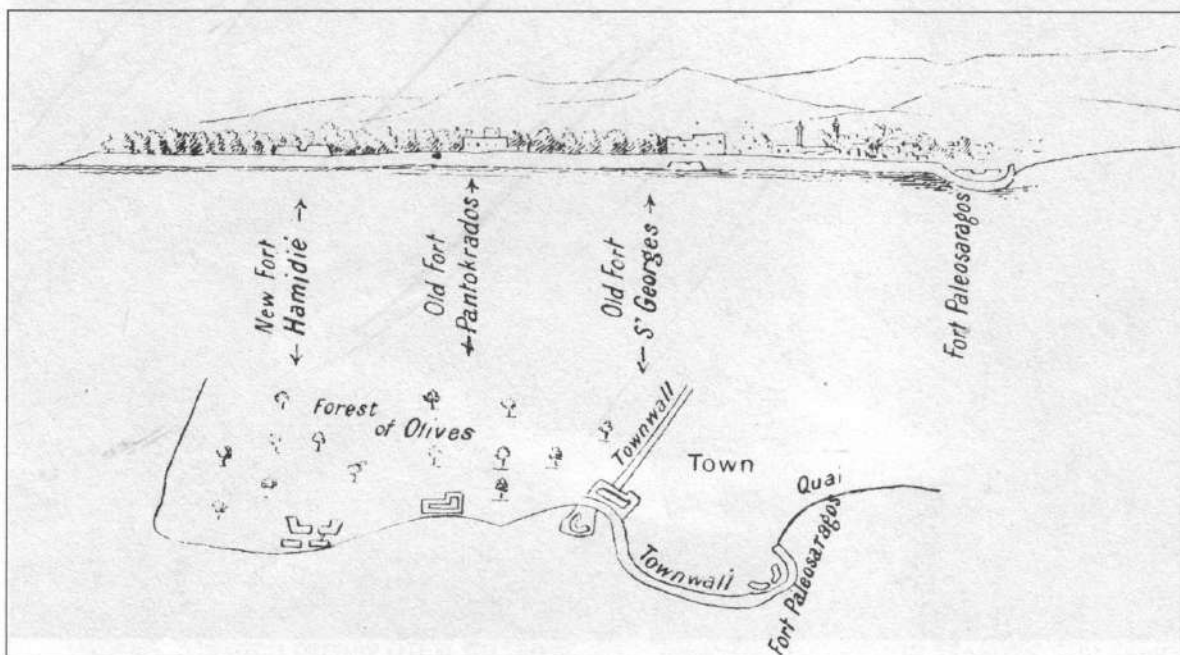 New Fort
Hamidié
Old Fort
Pantokrados
Old Fort
S' Georges
Fort Paleosaragos
Forest
of Olives
Townwall
Town
Quai
Townwall
Fort Paleosaragos